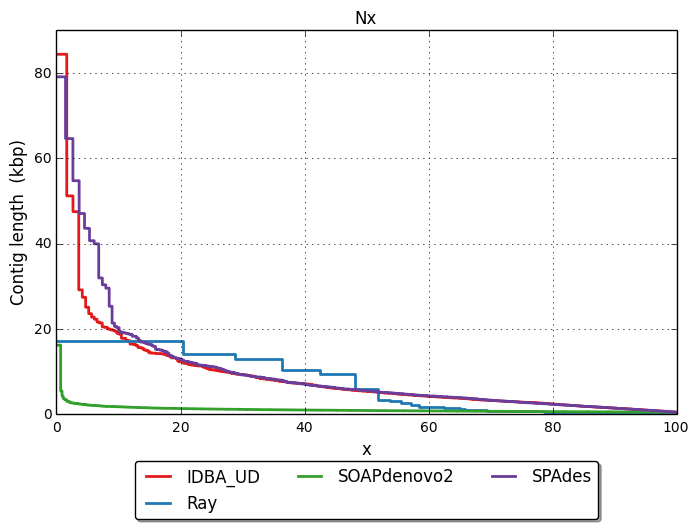 Nx
80
60
40
20
0
Contig length (kbp)
0 20 40 60 80 100
x
IDBA_UD SOAPdenovo2 SPAdes
Ray